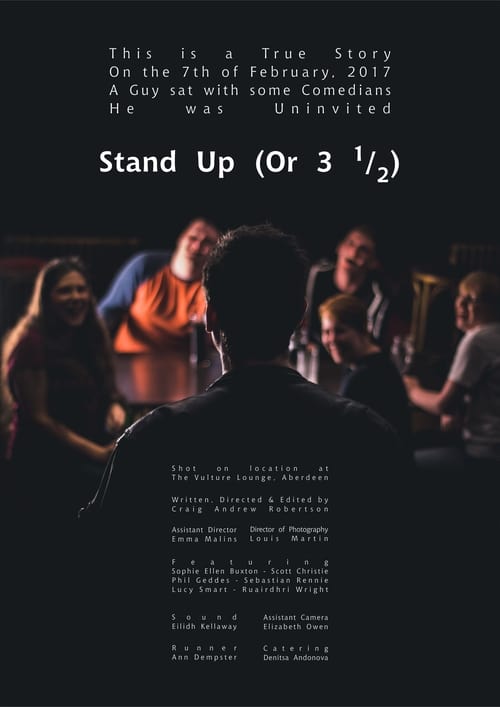 This is a True Story
On the 7th of February, 2017
A Guy sat with some Comedians
He was Uninvited
Stand Up (Or 3 1/2)
Shot on location at
The Vulture Lounge, Aberdeen
Written, Directed & Edited by
Craig Andrew Robertson
Assistant Director
Emma Malins
Director of Photography
Louis Martin
Featuring
Sophie Ellen Buxton - Scott Christie
Phil Geddes - Sebastian Rennie
Lucy Smart - Ruairdhri Wright
Sound
Eilidh Kellaway
Assistant Camera
Elizabeth Owen
Runner
Ann Dempster
Catering
Denitsa Andonova